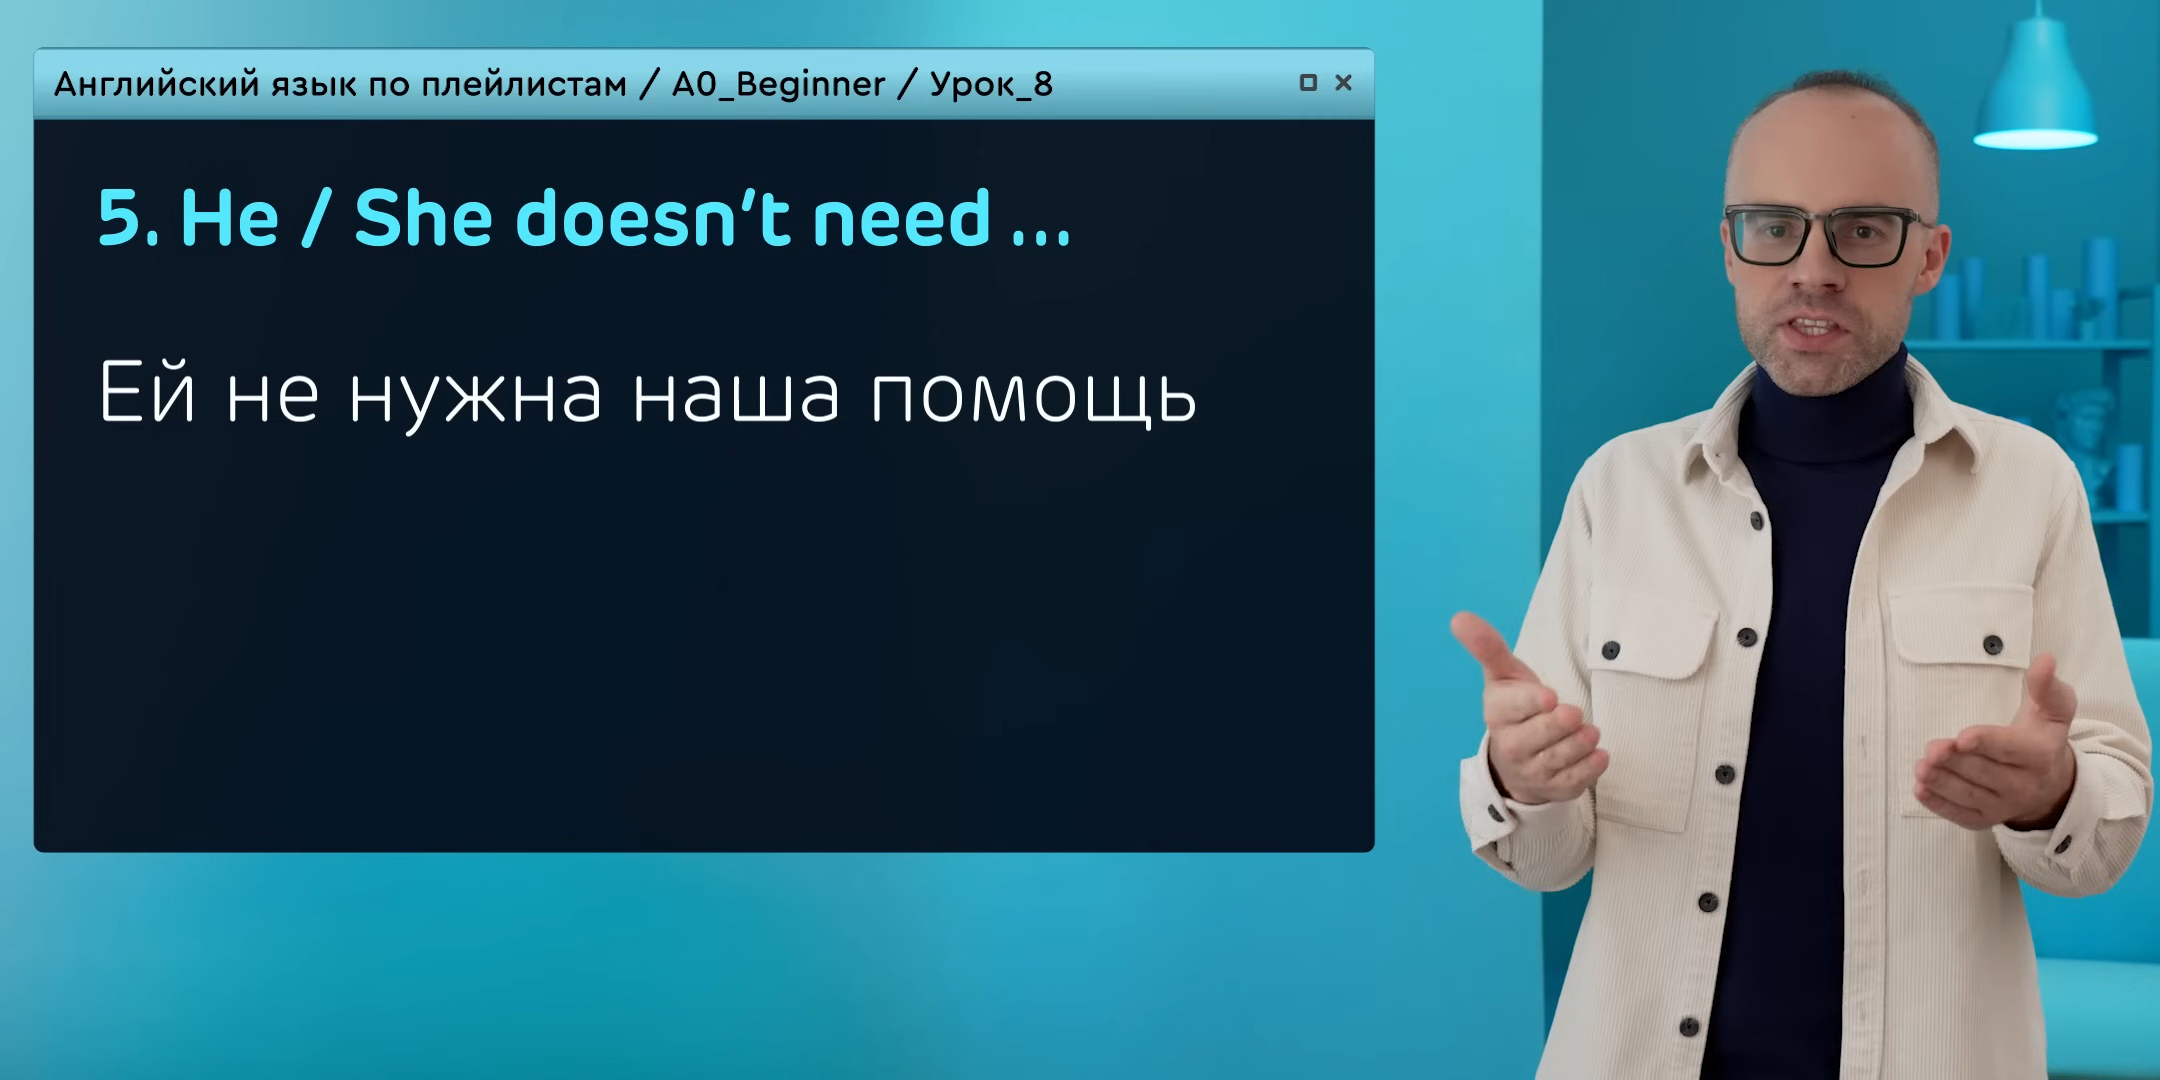 Английский язык по плейлистам / A0_Beginner / Урок_8
5. He / She doesn't need ...
Ей не нужна наша помощь